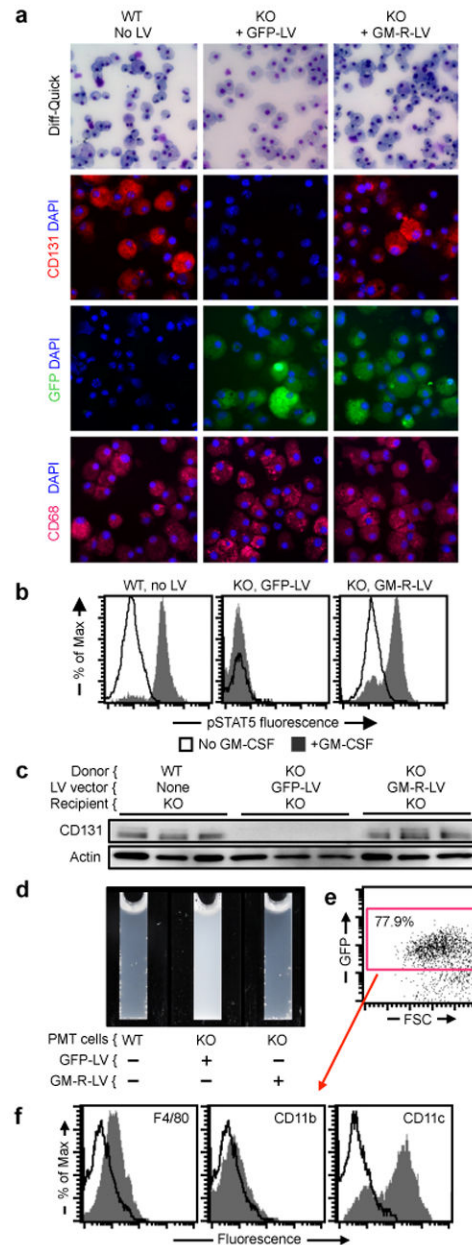 a
WT
No LV
KO
+ GFP-LV
KO
+ GM-R-LV
Diff-Quick
CD131 DAPI
GFP DAPI
CD68 DAPI
b
WT, no LV
KO, GFP-LV
KO, GM-R-LV
% of Max
pSTAT5 fluorescence
No GM-CSF
+GM-CSF
c
Donor { WT KO KO
LV vector { None GFP-LV GM-R-LV
Recipient { KO KO KO
CD131
Actin
d
PMT cells { WT KO KO
GFP-LV { – + –
GM-R-LV { – – +
e
77.9%
GFP
FSC
f
F4/80
CD11b
CD11c
% of Max
Fluorescence